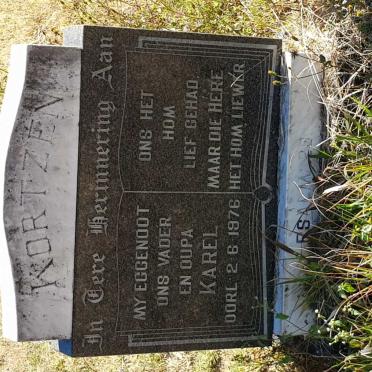 KORTZEN
In Tere Herinnering Aan
MY EGGENOOT
ONS VADER
EN OUPA
KAREL
OORL 2·6·1976
ONS HET
HOM
LIEF GEHAD
MAAR DIE HERE
HET HOM LIEWER
PS